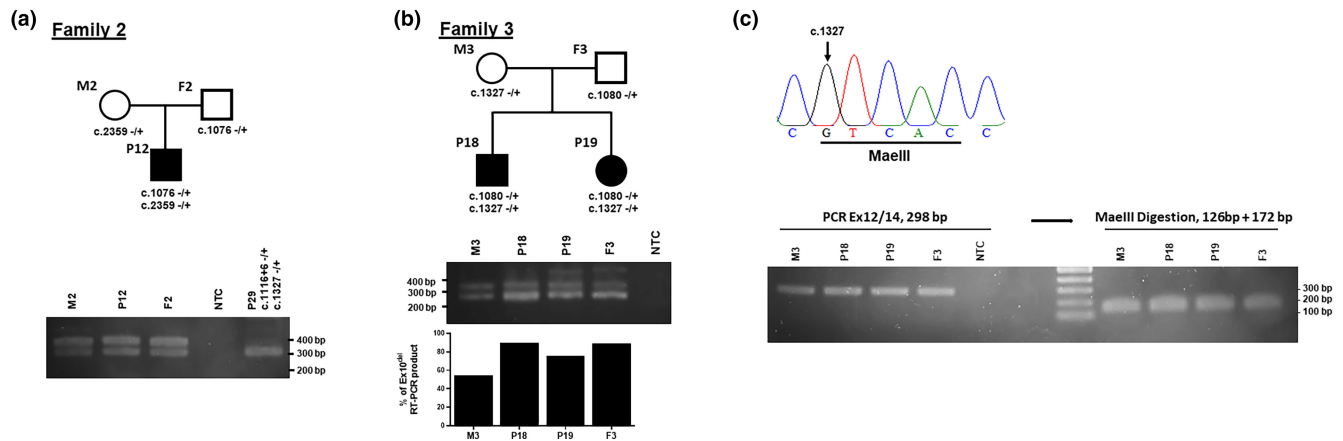 (a)
Family 2
M2
F2
c.2359 -/+
c.1076 -/+
P12
c.1076 -/+
c.2359 -/+
M2
P12
F2
NTC
P29
c.1116+6 -/+
c.1327 -/+
400 bp
300 bp
200 bp
(b)
Family 3
M3
F3
c.1327 -/+
c.1080 -/+
P18
P19
c.1080 -/+
c.1327 -/+
c.1080 -/+
c.1327 -/+
M3
P18
P19
F3
NTC
400 bp
300 bp
200 bp
% of Ex10del
RT-PCR product
100
80
60
40
20
0
M3
P18
P19
F3
(c)
c.1327
C G T C A C C
MaeIII
PCR Ex12/14, 298 bp
MaeIII Digestion, 126bp + 172 bp
M3
P18
P19
F3
NTC
M3
P18
P19
F3
300 bp
200 bp
100 bp